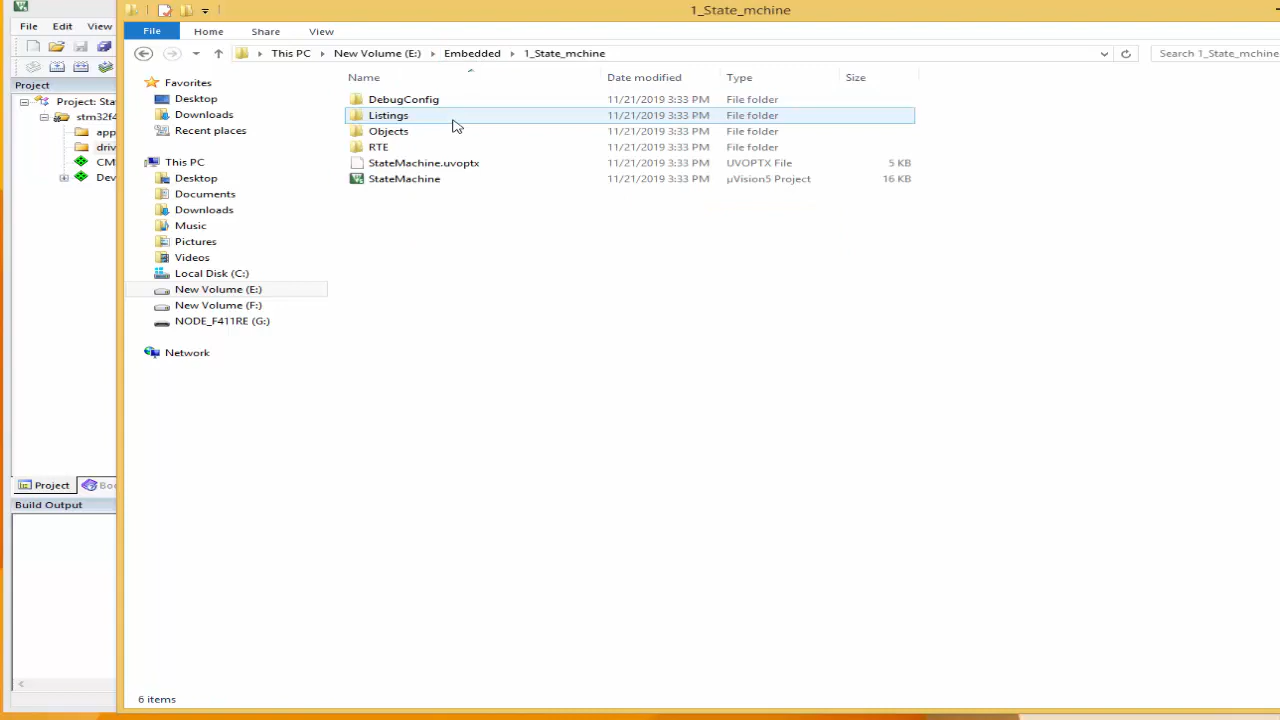 1_State_mchine
File Edit View
File Home Share View
This PC New Volume (E:) Embedded 1_State_mchine
Search 1_State_mchine
Project
Project: Sta
stm32f4
app
driv
CM
Dev
Project
Boo
Build Output
Favorites
Desktop
Downloads
Recent places
This PC
Desktop
Documents
Downloads
Music
Pictures
Videos
Local Disk (C:)
New Volume (E:)
New Volume (F:)
NODE_F411RE (G:)
Network
Name Date modified Type Size
DebugConfig 11/21/2019 3:33 PM File folder
Listings 11/21/2019 3:33 PM File folder
Objects 11/21/2019 3:33 PM File folder
RTE 11/21/2019 3:33 PM File folder
StateMachine.uvoptx 11/21/2019 3:33 PM UVOPTX File 5 KB
StateMachine 11/21/2019 3:33 PM µVision5 Project 16 KB
6 items